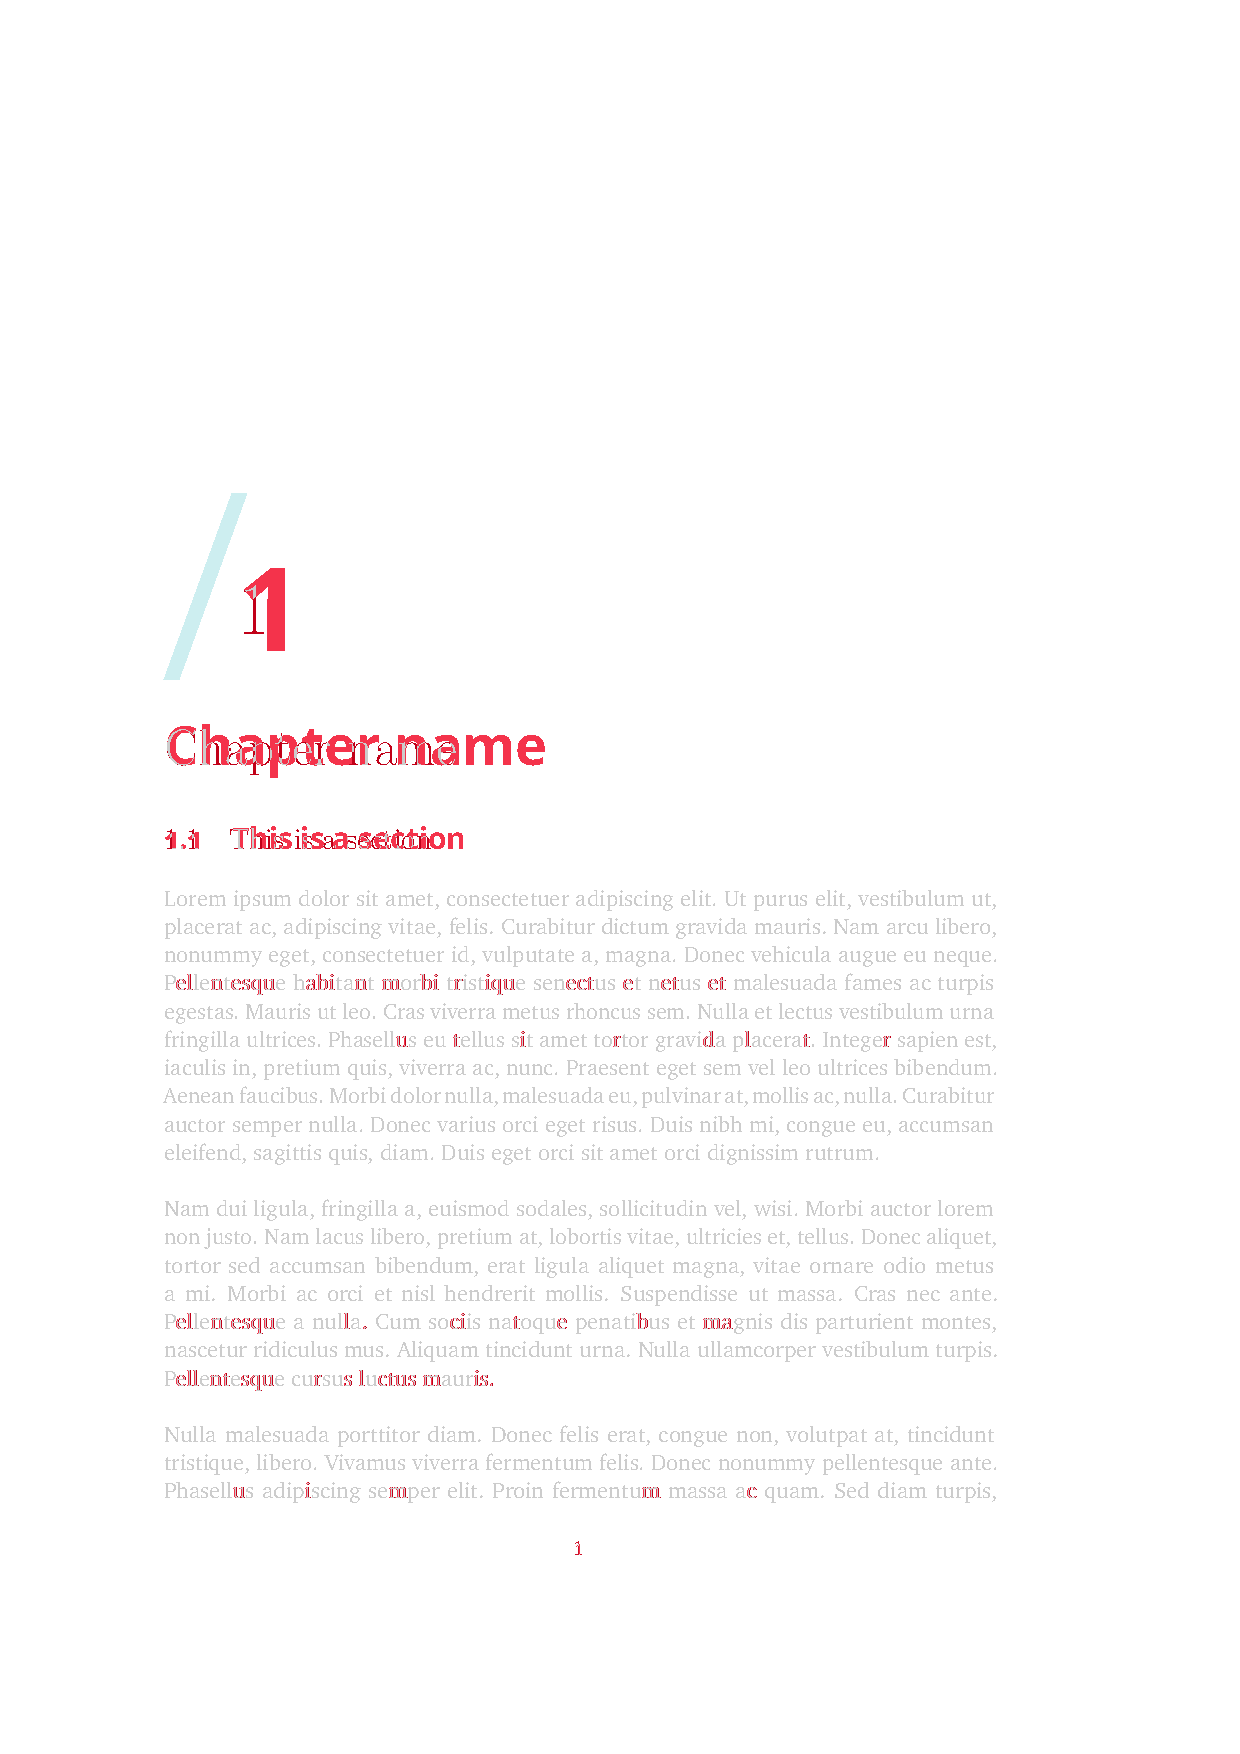 1
Chapter name
1.1 This is a section
Lorem ipsum dolor sit amet, consectetuer adipiscing elit. Ut purus elit, vestibulum ut,
placerat ac, adipiscing vitae, felis. Curabitur dictum gravida mauris. Nam arcu libero,
nonummy eget, consectetuer id, vulputate a, magna. Donec vehicula augue eu neque.
Pellentesque habitant morbi tristique senectus et netus et malesuada fames ac turpis
egestas. Mauris ut leo. Cras viverra metus rhoncus sem. Nulla et lectus vestibulum urna
fringilla ultrices. Phasellus eu tellus sit amet tortor gravida placerat. Integer sapien est,
iaculis in, pretium quis, viverra ac, nunc. Praesent eget sem vel leo ultrices bibendum.
Aenean faucibus. Morbi dolor nulla, malesuada eu, pulvinar at, mollis ac, nulla. Curabitur
auctor semper nulla. Donec varius orci eget risus. Duis nibh mi, congue eu, accumsan
eleifend, sagittis quis, diam. Duis eget orci sit amet orci dignissim rutrum.
Nam dui ligula, fringilla a, euismod sodales, sollicitudin vel, wisi. Morbi auctor lorem
non justo. Nam lacus libero, pretium at, lobortis vitae, ultricies et, tellus. Donec aliquet,
tortor sed accumsan bibendum, erat ligula aliquet magna, vitae ornare odio metus
a mi. Morbi ac orci et nisl hendrerit mollis. Suspendisse ut massa. Cras nec ante.
Pellentesque a nulla. Cum sociis natoque penatibus et magnis dis parturient montes,
nascetur ridiculus mus. Aliquam tincidunt urna. Nulla ullamcorper vestibulum turpis.
Pellentesque cursus luctus mauris.
Nulla malesuada porttitor diam. Donec felis erat, congue non, volutpat at, tincidunt
tristique, libero. Vivamus viverra fermentum felis. Donec nonummy pellentesque ante.
Phasellus adipiscing semper elit. Proin fermentum massa ac quam. Sed diam turpis,
1